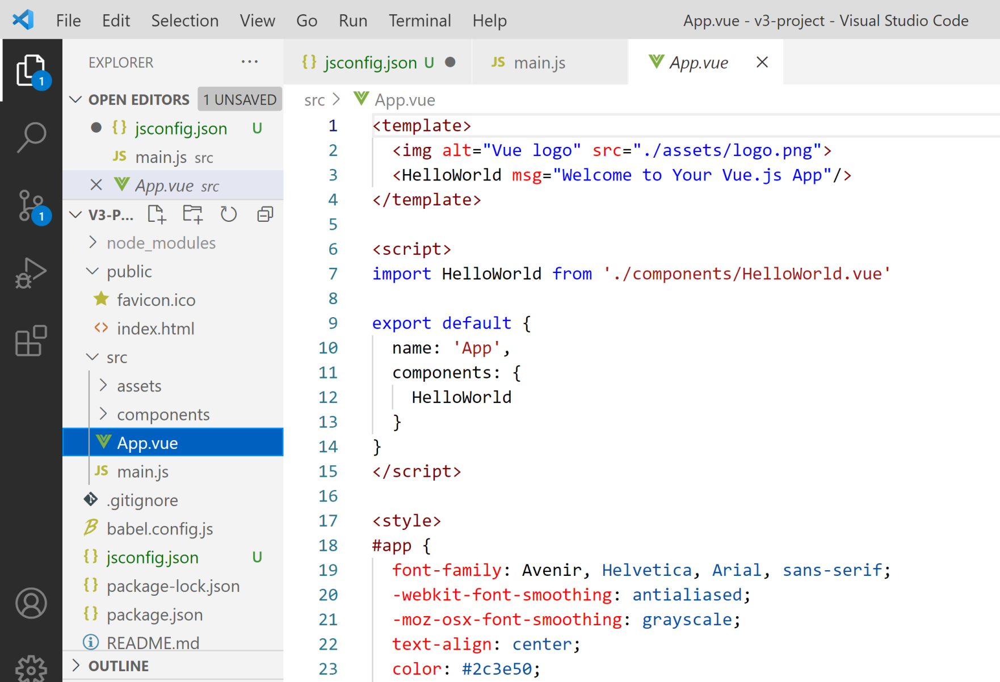 File Edit Selection View Go Run Terminal Help App.vue - v3-project - Visual Studio Code
EXPLORER ...
{} jsconfig.json U ● JS main.js App.vue
OPEN EDITORS 1 UNSAVED
{} jsconfig.json U
JS main.js src
App.vue src
V3-P...
node_modules
public
favicon.ico
<> index.html
src
assets
components
App.vue
JS main.js
.gitignore
babel.config.js
{} jsconfig.json U
{} package-lock.json
{} package.json
README.md
OUTLINE
1
1
src > App.vue
1 <template>
2 <img alt="Vue logo" src="./assets/logo.png">
3 <HelloWorld msg="Welcome to Your Vue.js App"/>
4 </template>
5
6 <script>
7 import HelloWorld from './components/HelloWorld.vue'
8
9 export default {
10 name: 'App',
11 components: {
12 HelloWorld
13 }
14 }
15 </script>
16
17 <style>
18 #app {
19 font-family: Avenir, Helvetica, Arial, sans-serif;
20 -webkit-font-smoothing: antialiased;
21 -moz-osx-font-smoothing: grayscale;
22 text-align: center;
23 color: #2c3e50;